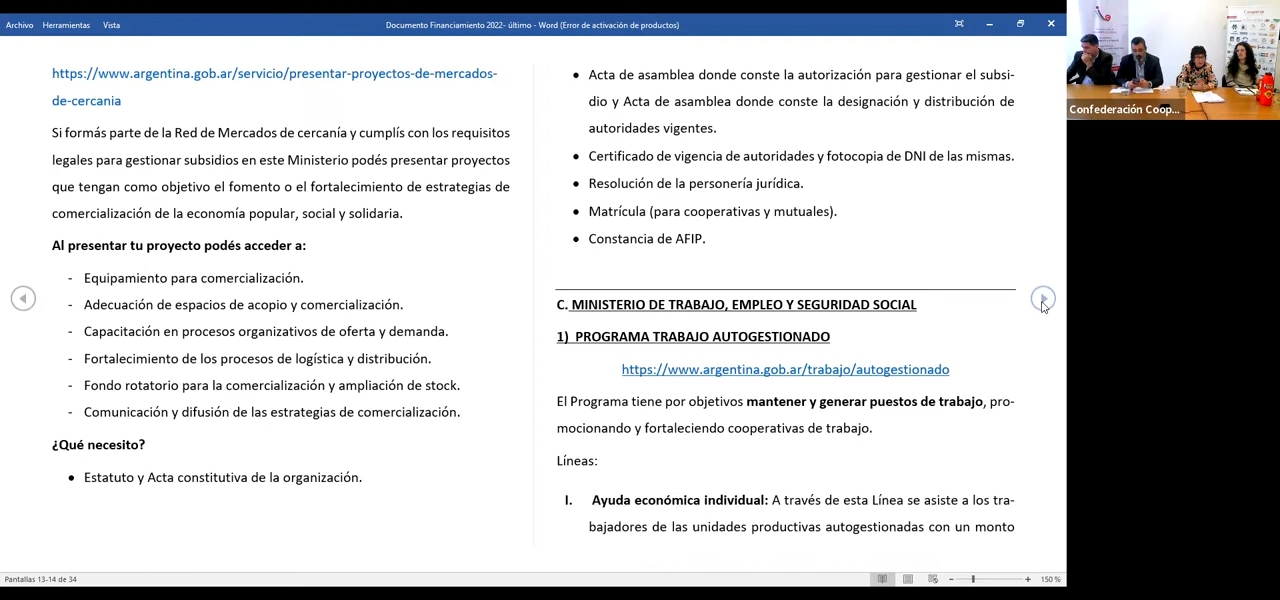 Archivo Herramientas Vista
Documento Financiamiento 2022- último - Word (Error de activación de productos)
https://www.argentina.gob.ar/servicio/presentar-proyectos-de-mercados-
de-cercania
Si formás parte de la Red de Mercados de cercanía y cumplís con los requisitos
legales para gestionar subsidios en este Ministerio podés presentar proyectos
que tengan como objetivo el fomento o el fortalecimiento de estrategias de
comercialización de la economía popular, social y solidaria.
Al presentar tu proyecto podés acceder a:
- Equipamiento para comercialización.
- Adecuación de espacios de acopio y comercialización.
- Capacitación en procesos organizativos de oferta y demanda.
- Fortalecimiento de los procesos de logística y distribución.
- Fondo rotatorio para la comercialización y ampliación de stock.
- Comunicación y difusión de las estrategias de comercialización.
¿Qué necesito?
• Estatuto y Acta constitutiva de la organización.
• Acta de asamblea donde conste la autorización para gestionar el subsi-
dio y Acta de asamblea donde conste la designación y distribución de
autoridades vigentes.
• Certificado de vigencia de autoridades y fotocopia de DNI de las mismas.
• Resolución de la personería jurídica.
• Matrícula (para cooperativas y mutuales).
• Constancia de AFIP.
C. MINISTERIO DE TRABAJO, EMPLEO Y SEGURIDAD SOCIAL
1) PROGRAMA TRABAJO AUTOGESTIONADO
https://www.argentina.gob.ar/trabajo/autogestionado
El Programa tiene por objetivos mantener y generar puestos de trabajo, pro-
mocionando y fortaleciendo cooperativas de trabajo.
Líneas:
I. Ayuda económica individual: A través de esta Línea se asiste a los tra-
bajadores de las unidades productivas autogestionadas con un monto
Confederación Coop...
Pantallas 13-14 de 34
150 %